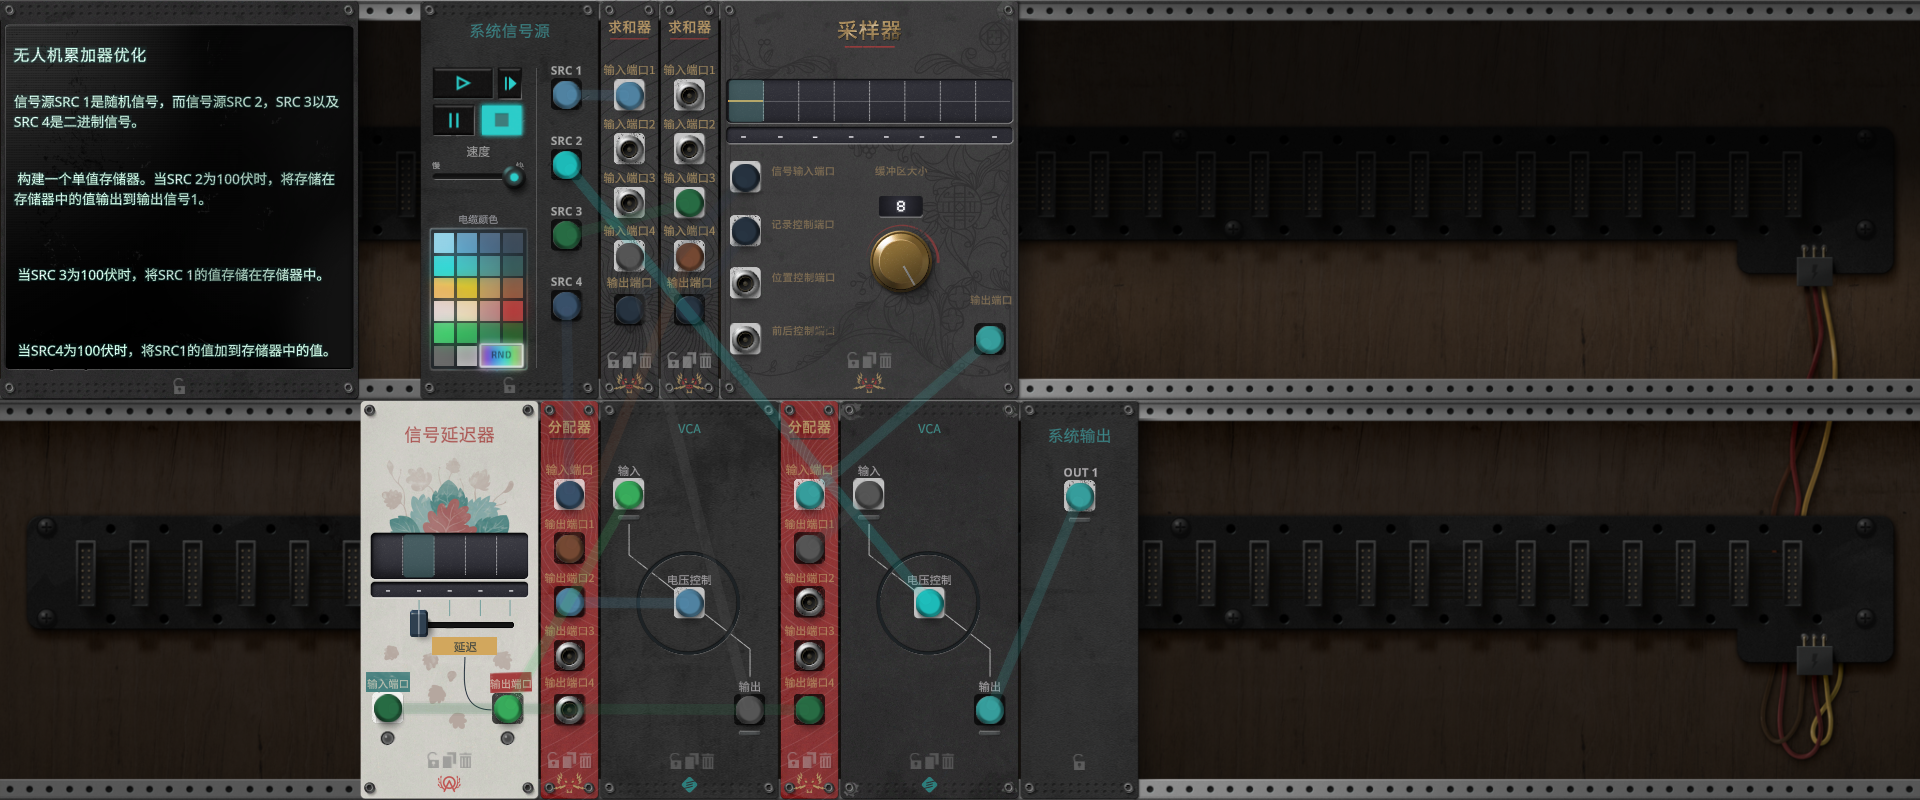 无人机累加器优化
信号源SRC 1是随机信号，而信号源SRC 2，SRC 3以及
SRC 4是二进制信号。
构建一个单值存储器。当SRC 2为100伏时，将存储在
存储器中的值输出到输出信号1。
当SRC 3为100伏时，将SRC 1的值存储在存储器中。
当SRC4为100伏时，将SRC1的值加到存储器中的值。
系统信号源
速度
慢
电缆颜色
RND
SRC 1
SRC 2
SRC 3
SRC 4
求和器
输入端口1
输入端口2
输入端口3
输入端口4
输出端口
求和器
输入端口1
输入端口2
输入端口3
输入端口4
输出端口
采样器
信号输入端口
记录控制端口
位置控制端口
前后控制端口
缓冲区大小
8
输出端口
信号延迟器
延迟
输入端口
输出端口
分配器
输入端口
输出端口1
输出端口2
输出端口3
输出端口4
VCA
输入
电压控制
输出
分配器
输入端口
输出端口1
输出端口2
输出端口3
输出端口4
VCA
输入
电压控制
输出
系统输出
OUT 1